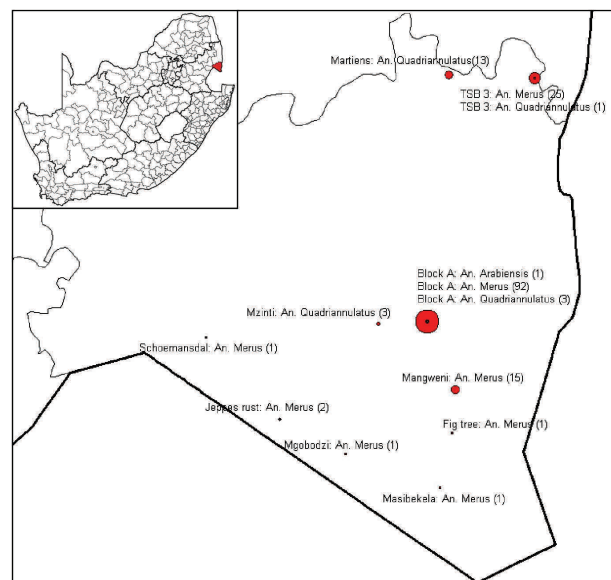 Martiens: An. Quadriannulatus(13)
TSB 3: An. Merus (25)
TSB 3: An. Quadriannulatus (1)
Block A: An. Arabiensis (1)
Block A: An. Merus (92)
Block A: An. Quadriannulatus (3)
Mzinti: An. Quadriannulatus (3)
Schoemansdal: An. Merus (1)
Mangweni: An. Merus (15)
Jeppes rust: An. Merus (2)
Fig tree: An. Merus (1)
Mgobodzi: An. Merus (1)
Masibekela: An. Merus (1)